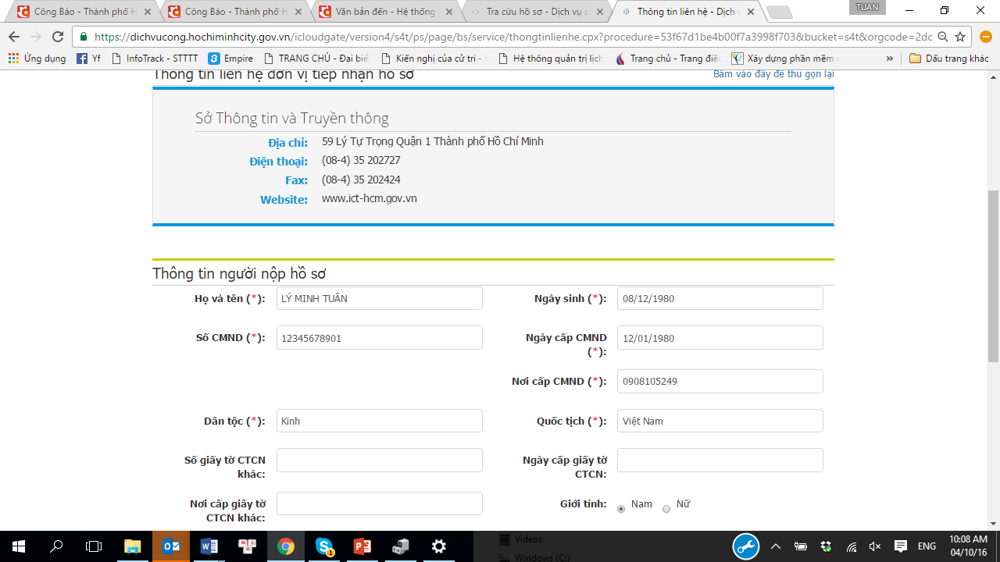 Công Báo - Thành phố H
Công Báo - Thành phố H
Văn bản đến - Hệ thống
Tra cứu hồ sơ - Dịch vụ c
Thông tin liên hệ - Dịch v
TUAN
https://dichvucong.hochiminhcity.gov.vn/icloudgate/version4/s4t/ps/page/bs/service/thongtinlienhe.cpx?procedure=53f67d1be4b00f7a3998f703&bucket=s4t&orgcode=2dc
Ứng dụng
Yf
InfoTrack - STTTT
Empire
TRANG CHỦ - Đại biể
Kiến nghị của cử tri -
Hệ thống quản trị lịch
Trang chủ - Trang điệ
Xây dựng phần mềm
»
Dấu trang khác
Thông tin liên hệ đơn vị tiếp nhận hồ sơ
Bấm vào đây để thu gọn lại
Sở Thông tin và Truyền thông
Địa chỉ: 59 Lý Tự Trọng Quận 1 Thành phố Hồ Chí Minh
Điện thoại: (08-4) 35 202727
Fax: (08-4) 35 202424
Website: www.ict-hcm.gov.vn
Thông tin người nộp hồ sơ
Họ và tên (*): LÝ MINH TUẤN
Ngày sinh (*): 08/12/1980
Số CMND (*): 12345678901
Ngày cấp CMND
(*): 12/01/1980
Nơi cấp CMND (*): 0908105249
Dân tộc (*): Kinh
Quốc tịch (*): Việt Nam
Số giấy tờ CTCN
khác:
Ngày cấp giấy tờ
CTCN:
Nơi cấp giấy tờ
CTCN khác:
Giới tính: Nam Nữ
Videos
Windows (C:)
1
ENG
10:08 AM
04/10/16